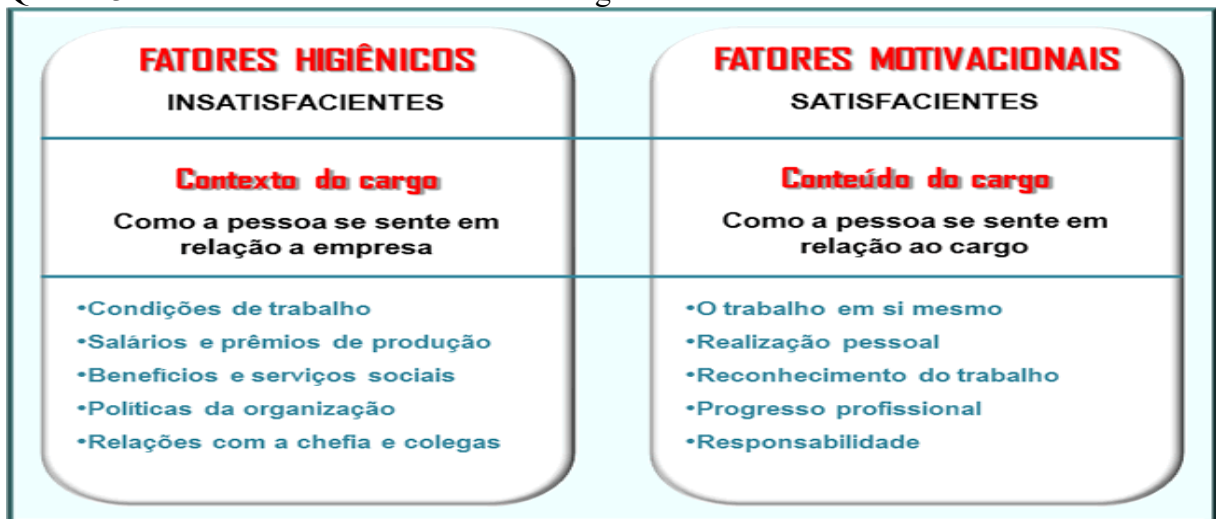 FATORES HIGIÊNICOS
INSATISFACIENTES
Contexto do cargo
Como a pessoa se sente em
relação a empresa
•Condições de trabalho
•Salários e prêmios de produção
•Benefícios e serviços sociais
•Políticas da organização
•Relações com a chefia e colegas
FATORES MOTIVACIONAIS
SATISFACIENTES
Conteúdo do cargo
Como a pessoa se sente em
relação ao cargo
•O trabalho em si mesmo
•Realização pessoal
•Reconhecimento do trabalho
•Progresso profissional
•Responsabilidade